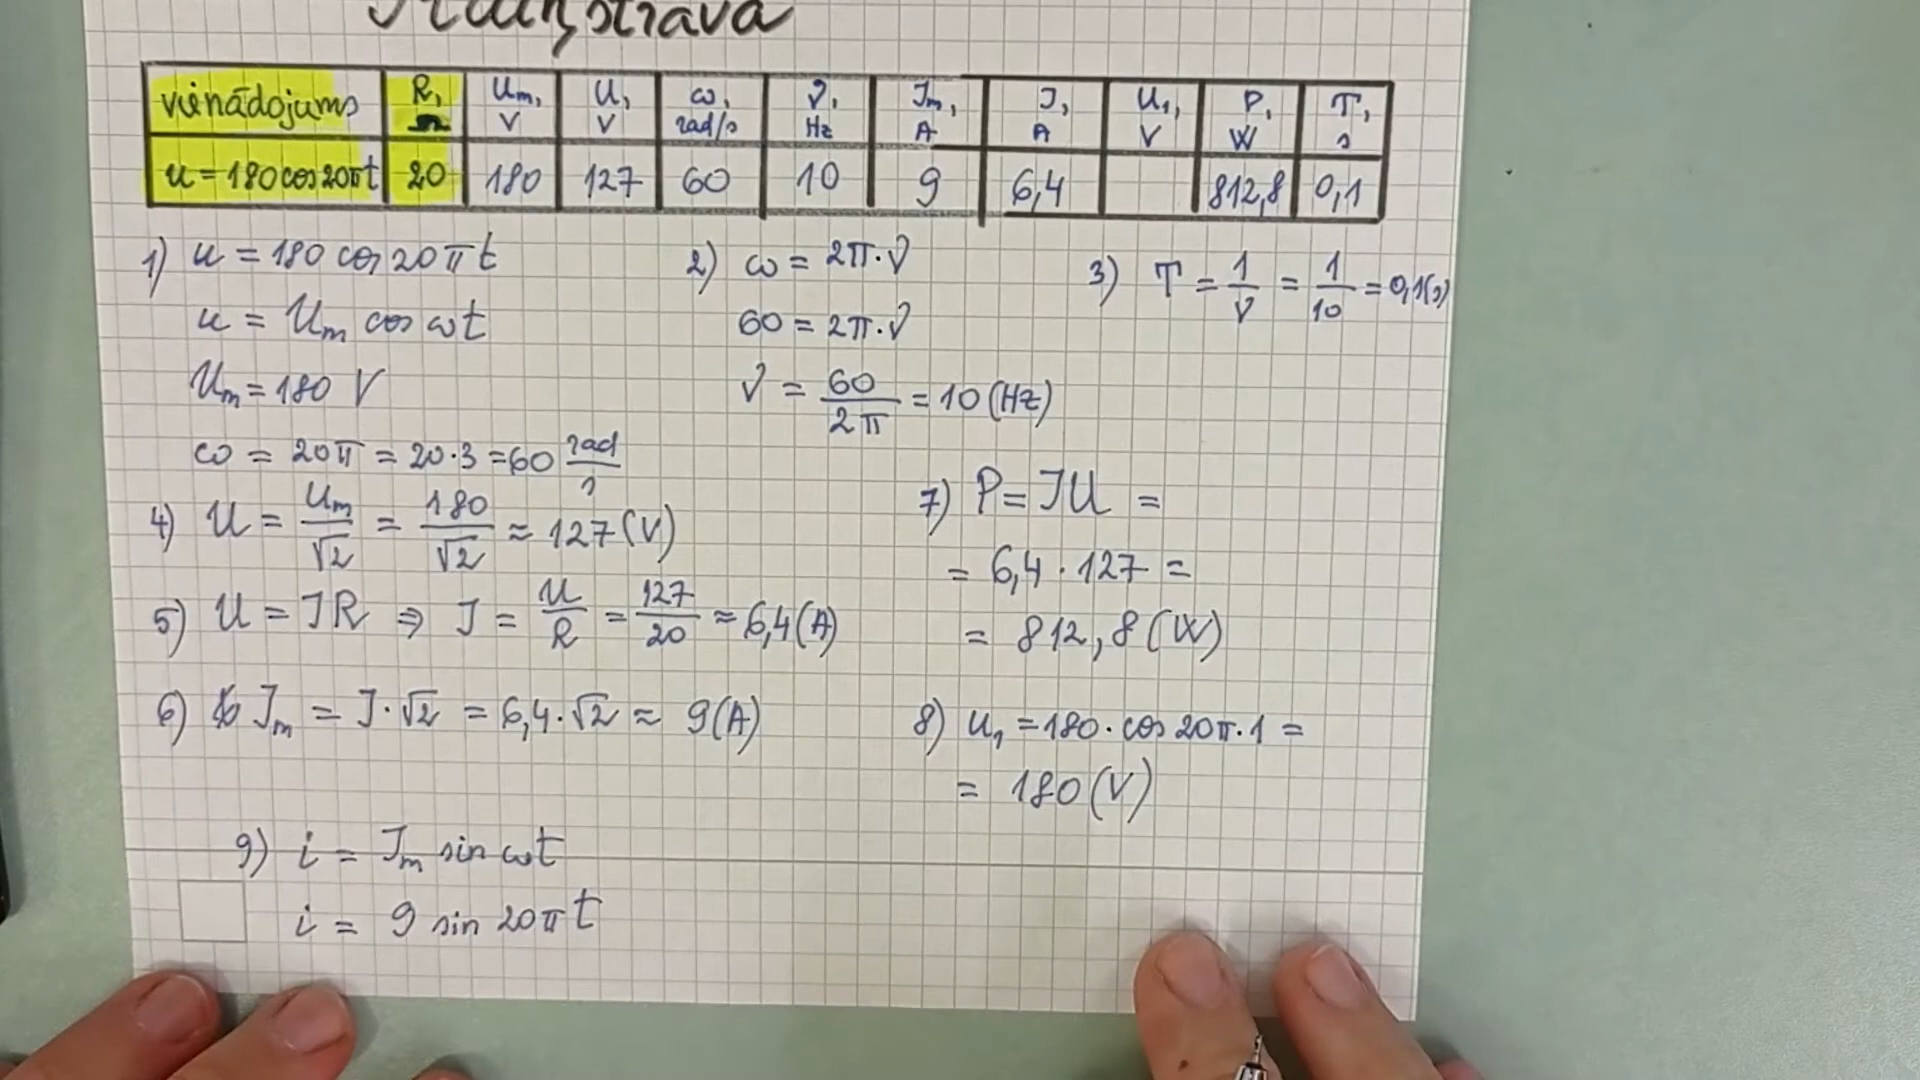 vienādojums R, Ω Um, V U, V ω, rad/s ν, Hz Im, A I, A U1, V P, W T, s
u = 180 cos 20πt 20 180 127 60 10 9 6,4 812,8 0,1
1) u = 180 cos 20πt
u = Um cos ωt
Um = 180 V
ω = 20π = 20·3 = 60 rad/s
2) ω = 2π·ν
60 = 2π·ν
ν = 60/2π = 10 (Hz)
3) T = 1/ν = 1/10 = 0,1(s)
4) U = Um/√2 = 180/√2 ≈ 127 (V)
5) U = IR ⇒ I = U/R = 127/20 ≈ 6,4 (A)
6) Im = I·√2 = 6,4·√2 ≈ 9 (A)
7) P = IU =
= 6,4 · 127 =
= 812,8 (W)
8) u1 = 180 · cos 20π·1 =
= 180 (V)
9) i = Im sin ωt
i = 9 sin 20πt